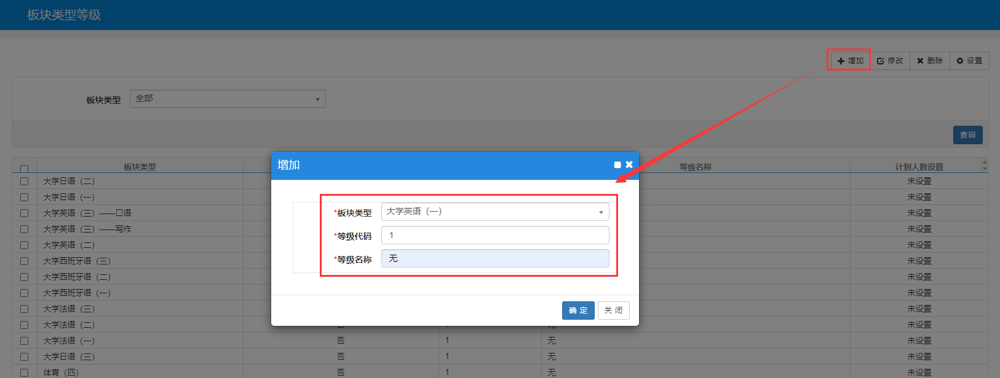 板块类型等级
增加 修改 删除 设置
板块类型 全部
查询
板块类型 等级名称 计划人数设置
大学日语（二） 未设置
大学日语（一） 未设置
大学英语（三）——口语 未设置
大学英语（三）——写作 未设置
大学英语（二） 未设置
大学西班牙语（三） 未设置
大学西班牙语（二） 未设置
大学西班牙语（一） 未设置
大学法语（三） 未设置
大学法语（二） 未设置
大学法语（一） 否 1 无 未设置
大学日语（三） 否 1 无 未设置
体育（四） 否 1 无 未设置
增加
*板块类型 大学英语（一）
*等级代码 1
*等级名称 无
确 定 关 闭